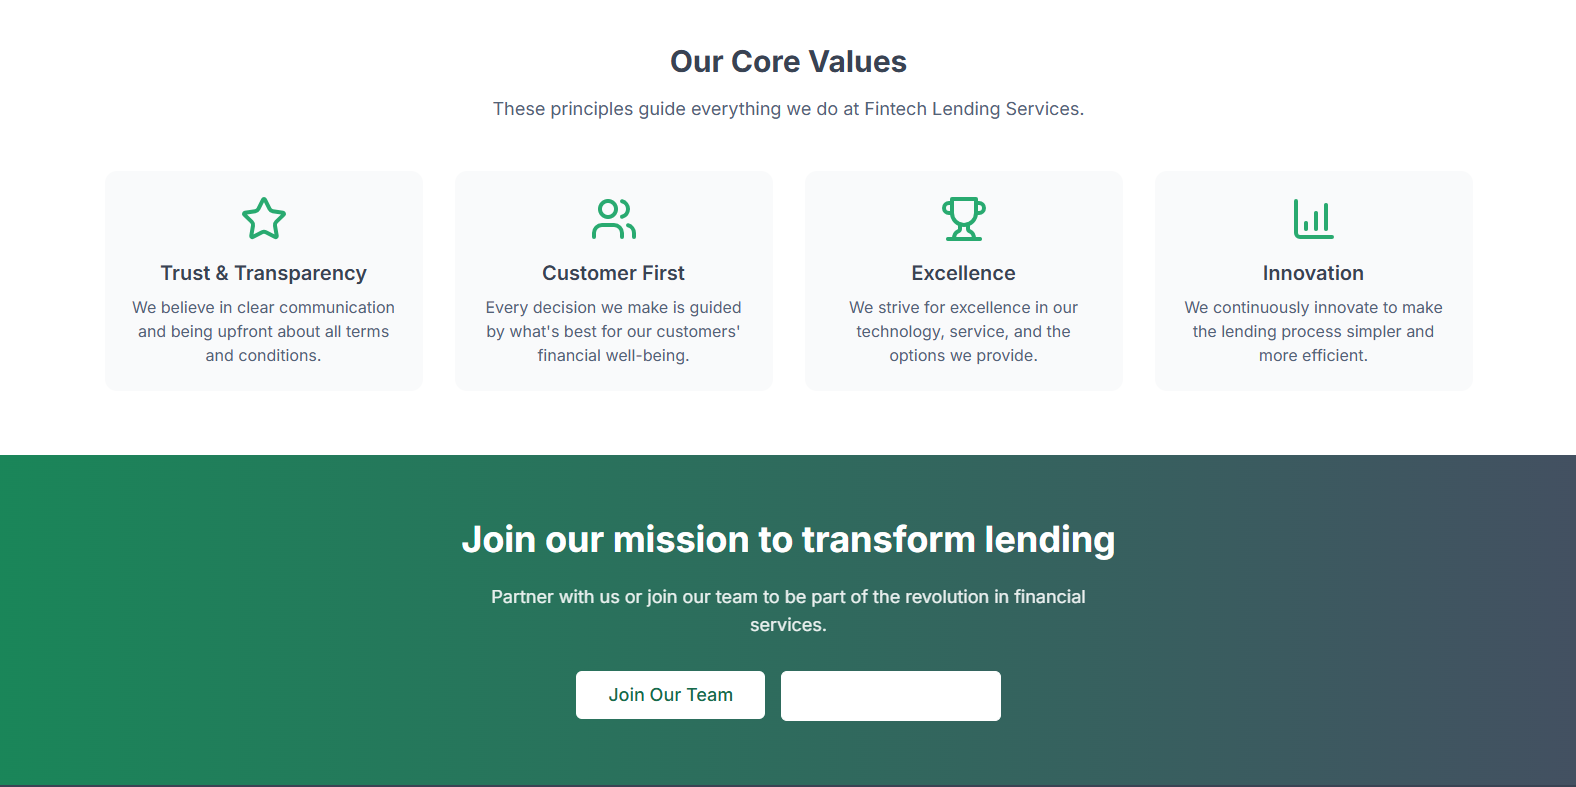 Our Core Values
These principles guide everything we do at Fintech Lending Services.
Trust & Transparency
We believe in clear communication
and being upfront about all terms
and conditions.
Customer First
Every decision we make is guided
by what's best for our customers'
financial well-being.
Excellence
We strive for excellence in our
technology, service, and the
options we provide.
Innovation
We continuously innovate to make
the lending process simpler and
more efficient.
Join our mission to transform lending
Partner with us or join our team to be part of the revolution in financial
services.
Join Our Team